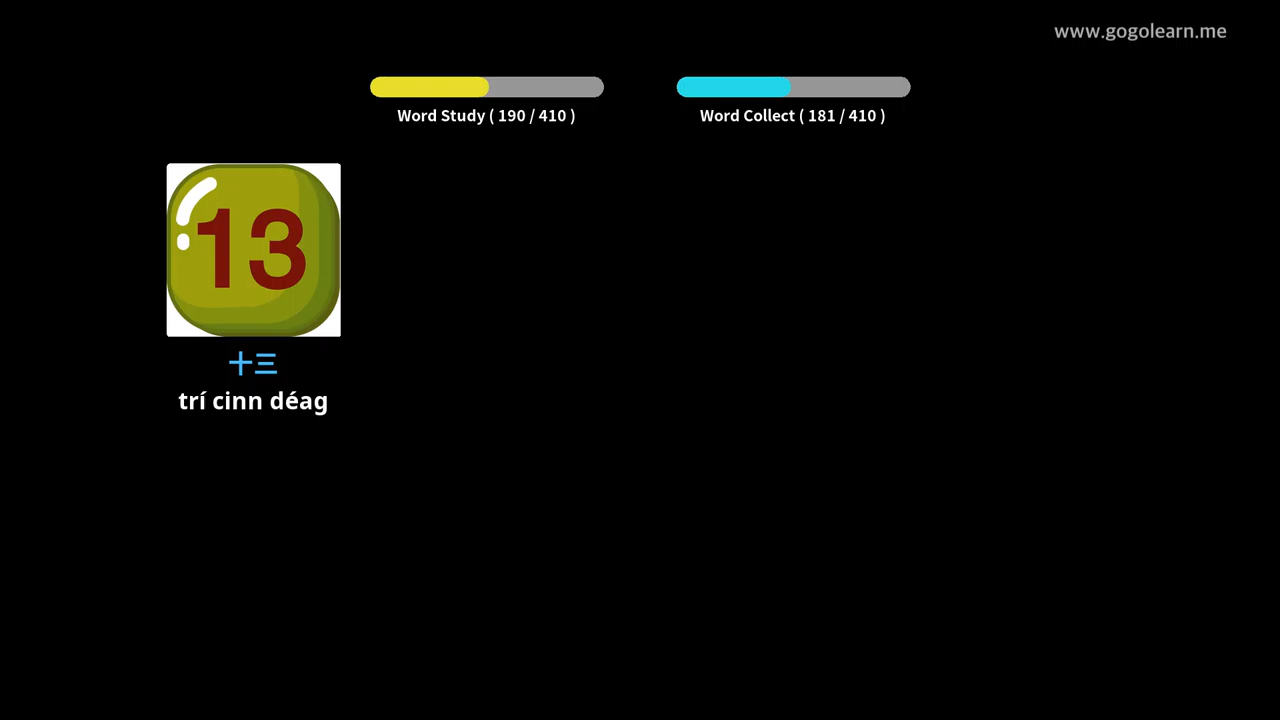 www.gogolearn.me
Word Study ( 190 / 410 )
Word Collect ( 181 / 410 )
13
十三
trí cinn déag